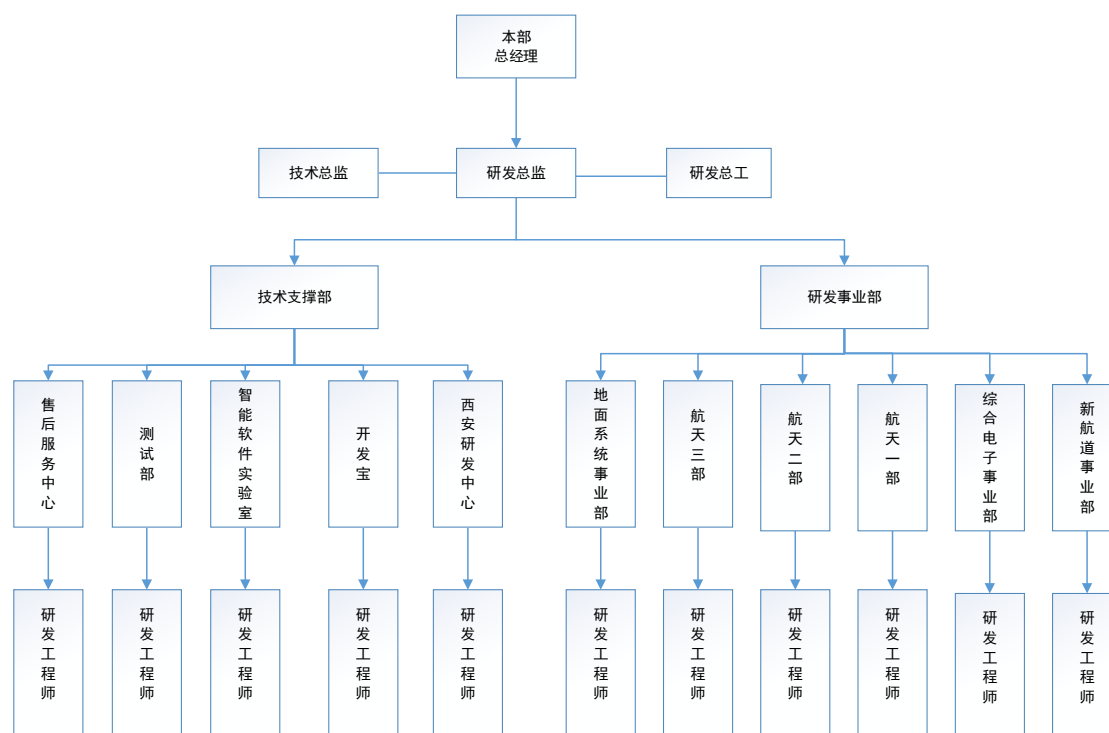 本部
总经理
技术总监
研发总监
研发总工
技术支撑部
研发事业部
售后服务中心
测试部
智能软件实验室
开发宝
西安研发中心
地面系统事业部
航天三部
航天二部
航天一部
综合电子事业部
新航道事业部
研发工程师
研发工程师
研发工程师
研发工程师
研发工程师
研发工程师
研发工程师
研发工程师
研发工程师
研发工程师
研发工程师